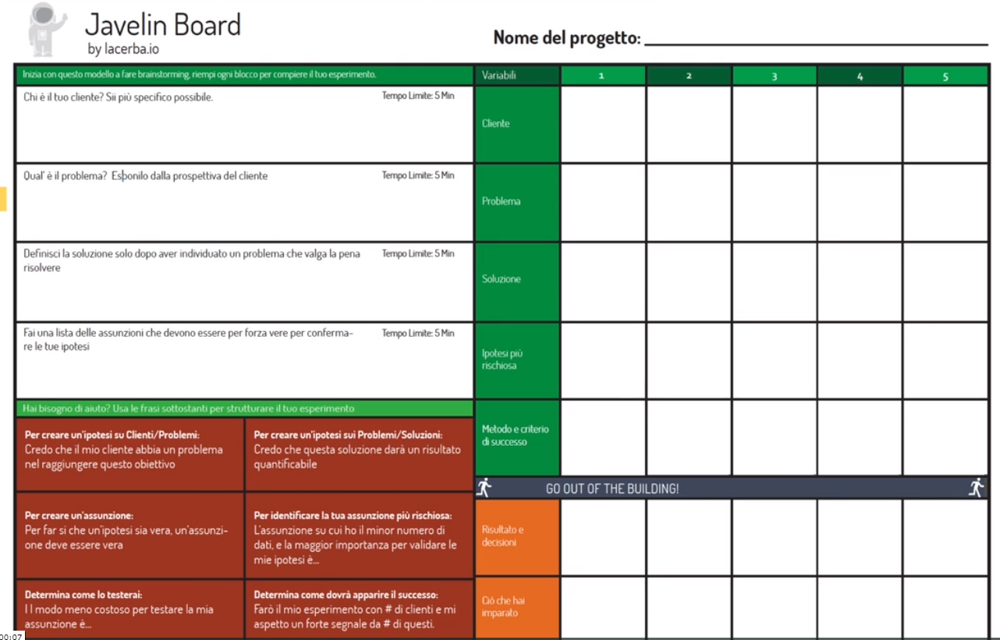 Javelin Board
by lacerba.io
Nome del progetto:
Inizia con questo modello a fare brainstorming, riempi ogni blocco per compiere il tuo esperimento.
Chi è il tuo cliente? Sii più specifico possibile.
Tempo Limite: 5 Min
Qual' è il problema? Esponilo dalla prospettiva del cliente
Tempo Limite: 5 Min
Definisci la soluzione solo dopo aver individuato un problema che valga la pena
risolvere
Tempo Limite: 5 Min
Fai una lista delle assunzioni che devono essere per forza vere per conferma-
re le tue ipotesi
Tempo Limite: 5 Min
Hai bisogno di aiuto? Usa le frasi sottostanti per strutturare il tuo esperimento
Per creare un'ipotesi su Clienti/Problemi:
Credo che il mio cliente abbia un problema
nel raggiungere questo obiettivo
Per creare un'ipotesi sui Problemi/Soluzioni:
Credo che questa soluzione darà un risultato
quantificabile
Per creare un'assunzione:
Per far si che un'ipotesi sia vera, un'assunzi-
one deve essere vera
Per identificare la tua assunzione più rischiosa:
L'assunzione su cui ho il minor numero di
dati, e la maggior importanza per validare le
mie ipotesi è...
Determina come lo testerai:
I l modo meno costoso per testare la mia
assunzione è...
Determina come dovrà apparire il successo:
Farò il mio esperimento con # di clienti e mi
aspetto un forte segnale da # di questi.
Variabili
1
2
3
4
5
Cliente
Problema
Soluzione
Ipotesi più
rischiosa
Metodo e criterio
di successo
GO OUT OF THE BUILDING!
Risultato e
decisioni
Ciò che hai
imparato
00:07